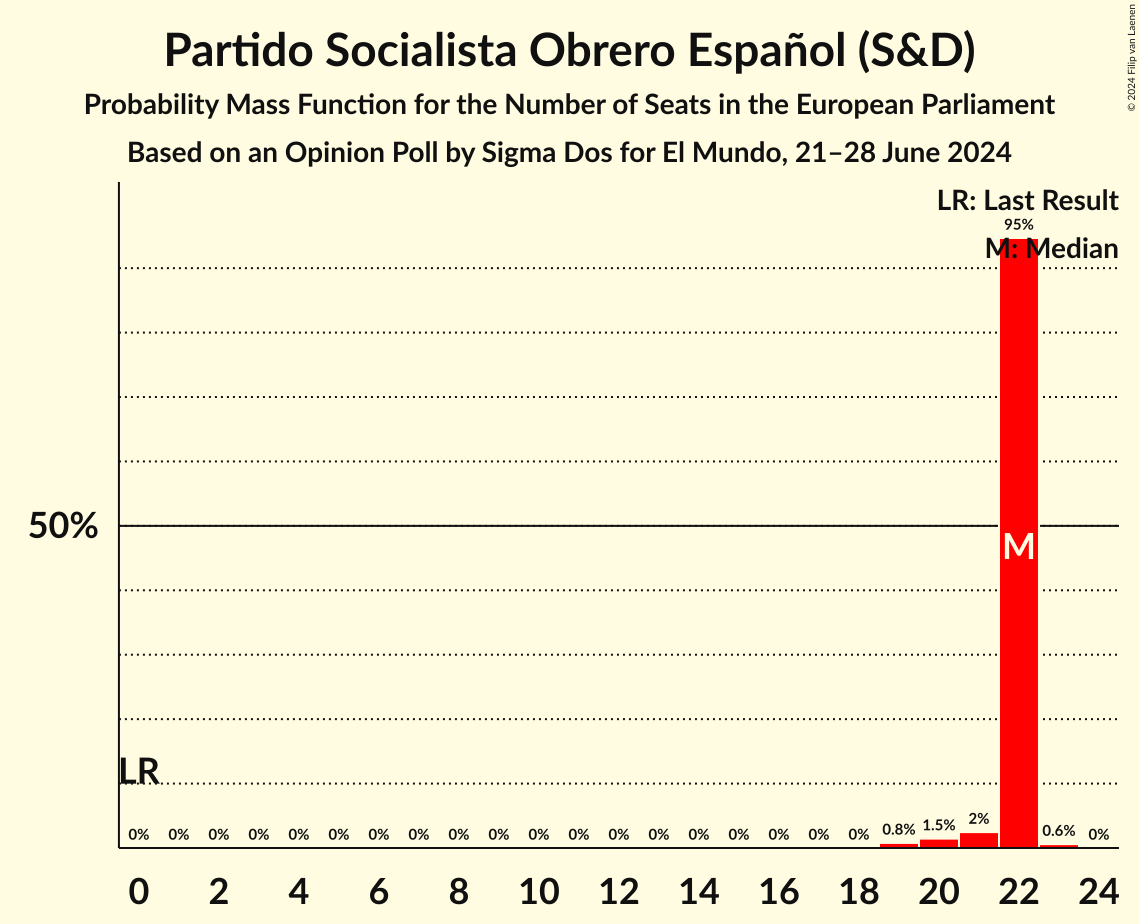 Partido Socialista Obrero Español (S&D)
Probability Mass Function for the Number of Seats in the European Parliament
Based on an Opinion Poll by Sigma Dos for El Mundo, 21–28 June 2024
© 2024 Filip van Laenen
LR: Last Result
95%
M: Median
50%
M
LR
0% 0% 0% 0% 0% 0% 0% 0% 0% 0% 0% 0% 0% 0% 0% 0% 0% 0% 0% 0.8% 1.5% 2% 0.6% 0%
0 2 4 6 8 10 12 14 16 18 20 22 24